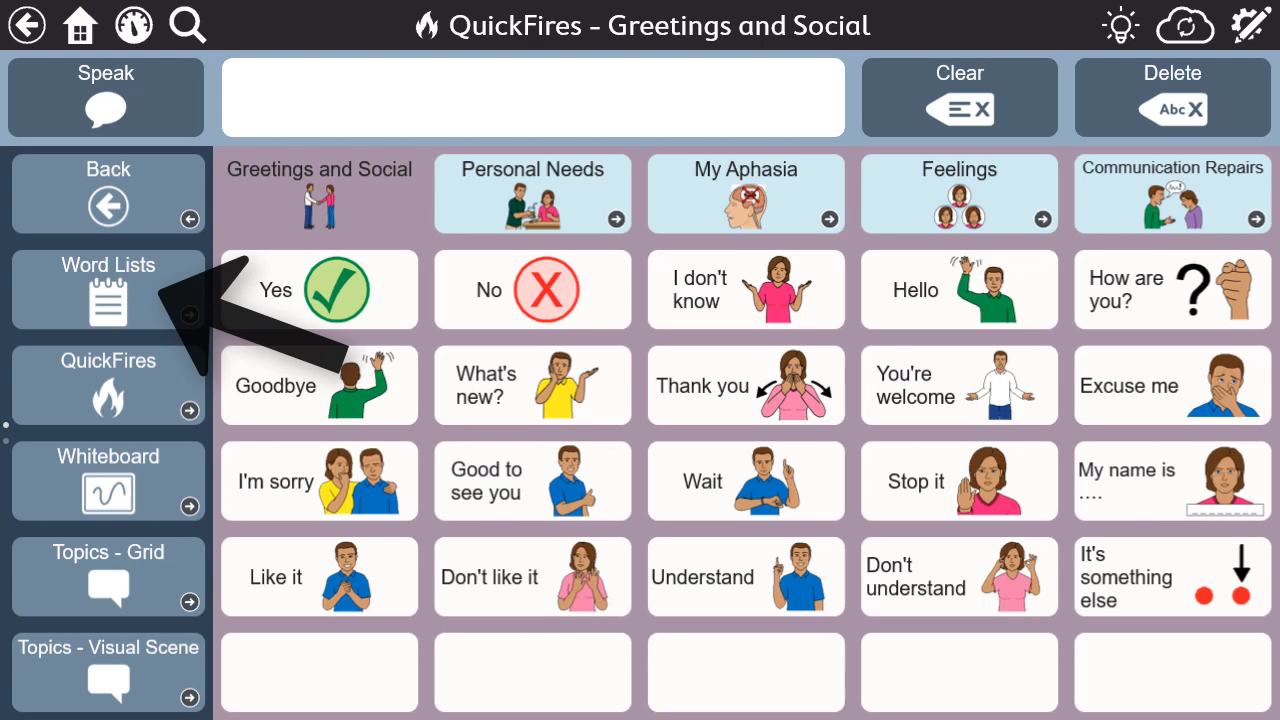 QuickFires - Greetings and Social
Speak
Clear
Delete
Abc X
Back
Greetings and Social
Personal Needs
My Aphasia
Feelings
Communication Repairs
Word Lists
Yes
No
X
I don't
know
Hello
How are
you?
?
QuickFires
Goodbye
What's
new?
Thank you
You're
welcome
Excuse me
Whiteboard
I'm sorry
Good to
see you
Wait
Stop it
My name is
....
Topics - Grid
Like it
Don't like it
Understand
Don't
understand
It's
something
else
Topics - Visual Scene